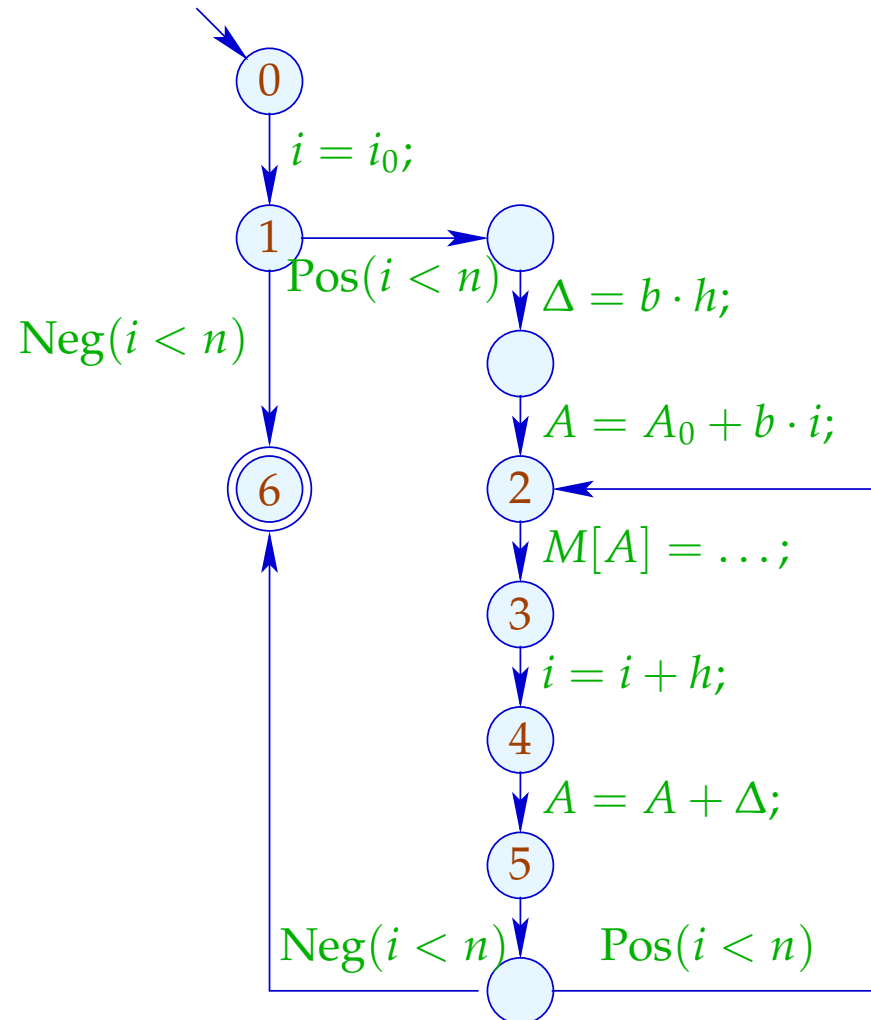 0
i = i₀;
1
Pos(i < n)
Δ = b · h;
Neg(i < n)
A = A₀ + b · i;
6
2
M[A] = . . . ;
3
i = i + h;
4
A = A + Δ;
5
Neg(i < n)
Pos(i < n)